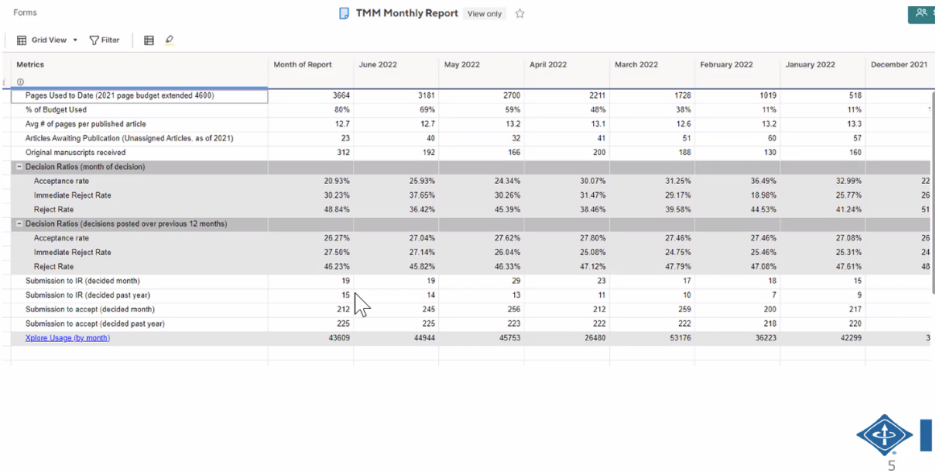 Forms
TMM Monthly Report View only
Grid View Filter
Metrics Month of Report June 2022 May 2022 April 2022 March 2022 February 2022 January 2022 December 2021
Pages Used to Date (2021 page budget extended 4600) 3664 3181 2700 2211 1728 1019 518
% of Budget Used 80% 69% 59% 48% 38% 11% 11%
Avg # of pages per published article 12.7 12.7 13.2 13.1 12.6 13.2 13.3
Articles Awaiting Publication (Unassigned Articles, as of 2021) 23 40 32 41 51 60 57
Original manuscripts received 312 192 166 200 188 130 160
Decision Ratios (month of decision)
Acceptance rate 20.93% 25.93% 24.34% 30.07% 31.25% 36.49% 32.99% 22
Immediate Reject Rate 30.23% 37.65% 30.26% 31.47% 29.17% 18.98% 25.77% 26
Reject Rate 48.84% 36.42% 45.39% 38.46% 39.58% 44.53% 41.24% 51
Decision Ratios (decisions posted over previous 12 months)
Acceptance rate 26.27% 27.04% 27.62% 27.80% 27.46% 27.46% 27.08% 26
Immediate Reject Rate 27.50% 27.14% 26.04% 25.08% 24.75% 25.46% 25.31% 24
Reject Rate 46.23% 45.82% 46.33% 47.12% 47.79% 47.08% 47.61% 48
Submission to IR (decided month) 19 19 29 23 17 18 15
Submission to IR (decided past year) 15 14 13 11 10 7 9
Submission to accept (decided month) 212 245 256 212 259 200 217
Submission to accept (decided past year) 225 225 223 222 222 218 220
Xplore Usage (by month) 43609 44944 45753 26480 53176 36223 42299 3
5